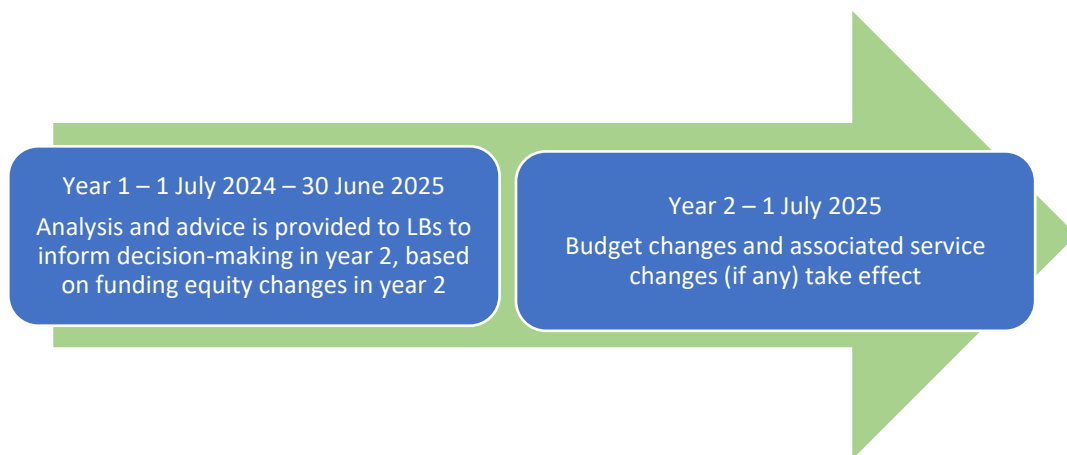 Year 1 – 1 July 2024 – 30 June 2025
Analysis and advice is provided to LBs to
inform decision-making in year 2, based
on funding equity changes in year 2
Year 2 – 1 July 2025
Budget changes and associated service
changes (if any) take effect